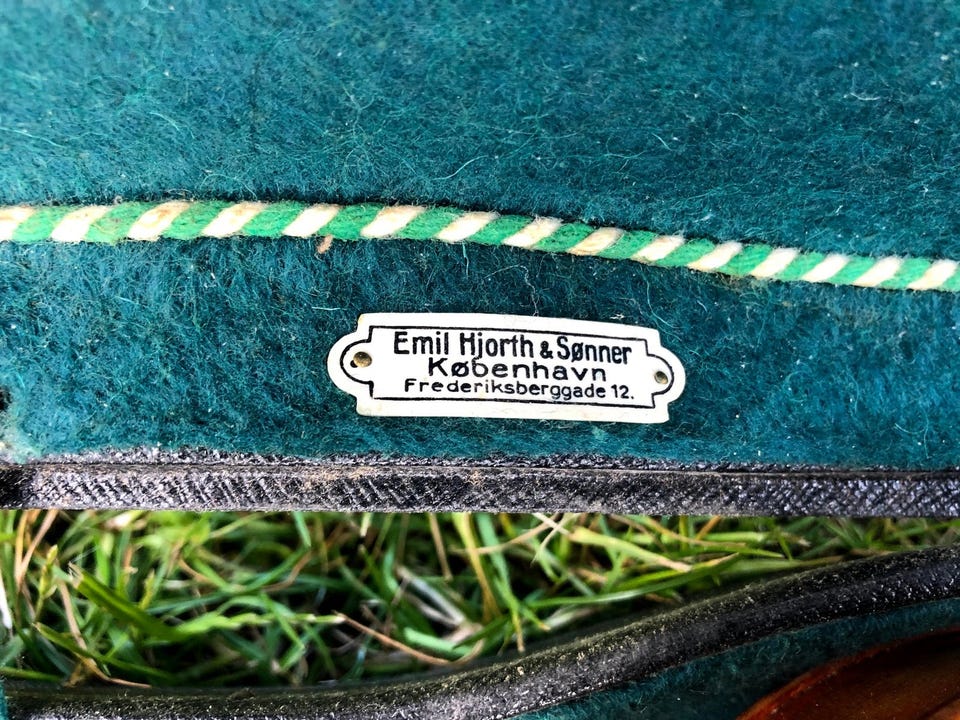 Emil Hjorth & Sønner
København
Frederiksberggade 12.